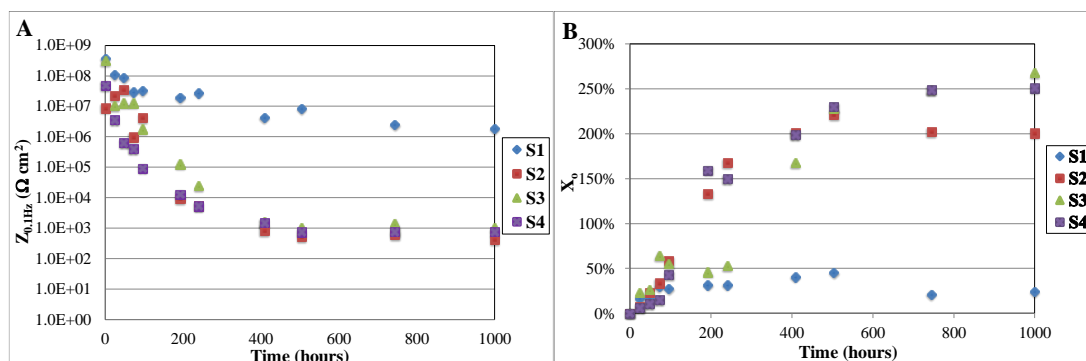 A
1.0E+09
1.0E+08
1.0E+07
1.0E+06
1.0E+05
1.0E+04
1.0E+03
1.0E+02
1.0E+01
1.0E+00
Z0.1Hz (Ω cm²)
0 200 400 600 800 1000
Time (hours)
S1
S2
S3
S4
B
300%
250%
200%
150%
100%
50%
0%
X0
0 200 400 600 800 1000
Time (hours)
S1
S2
S3
S4